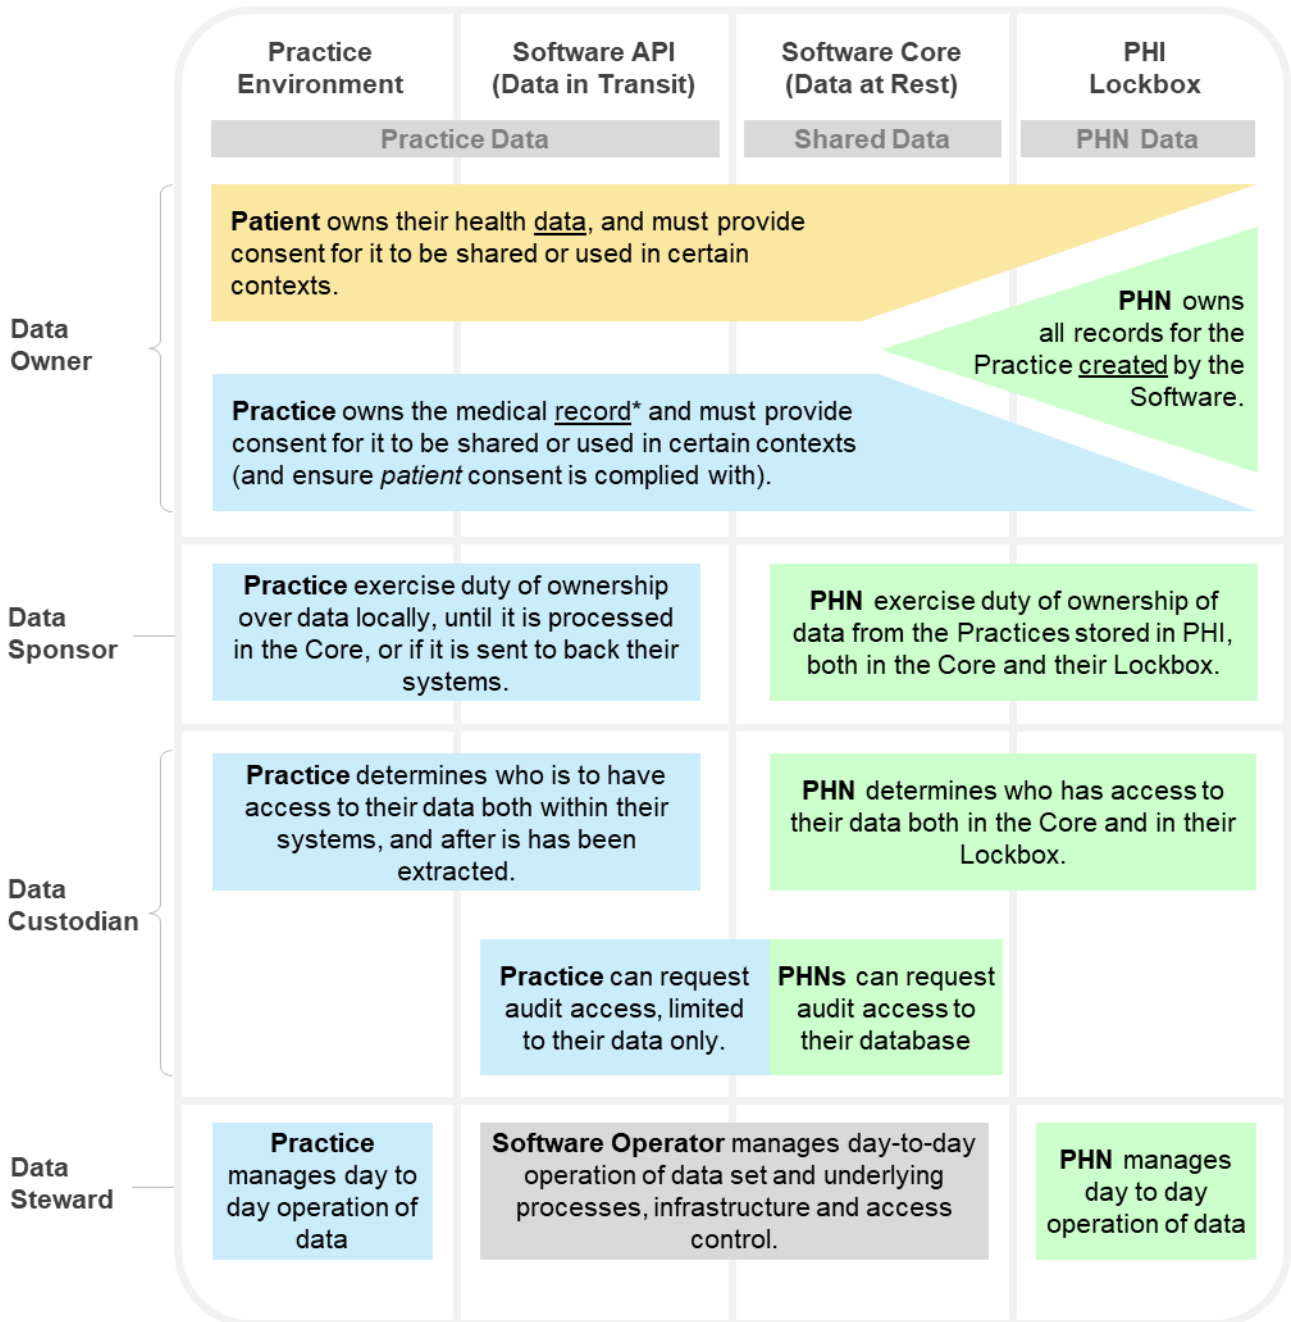 Practice
Environment
Software API
(Data in Transit)
Software Core
(Data at Rest)
PHI
Lockbox
Practice Data
Shared Data
PHN Data
Data
Owner
Patient owns their health data, and must provide
consent for it to be shared or used in certain
contexts.
PHN owns
all records for the
Practice created by the
Software.
Practice owns the medical record* and must provide
consent for it to be shared or used in certain contexts
(and ensure patient consent is complied with).
Data
Sponsor
Practice exercise duty of ownership
over data locally, until it is processed
in the Core, or if it is sent to back their
systems.
PHN exercise duty of ownership of
data from the Practices stored in PHI,
both in the Core and their Lockbox.
Data
Custodian
Practice determines who is to have
access to their data both within their
systems, and after is has been
extracted.
PHN determines who has access to
their data both in the Core and in their
Lockbox.
Practice can request
audit access, limited
to their data only.
PHNs can request
audit access to
their database
Data
Steward
Practice
manages day to
day operation of
data
Software Operator manages day-to-day
operation of data set and underlying
processes, infrastructure and access
control.
PHN manages
day to day
operation of data